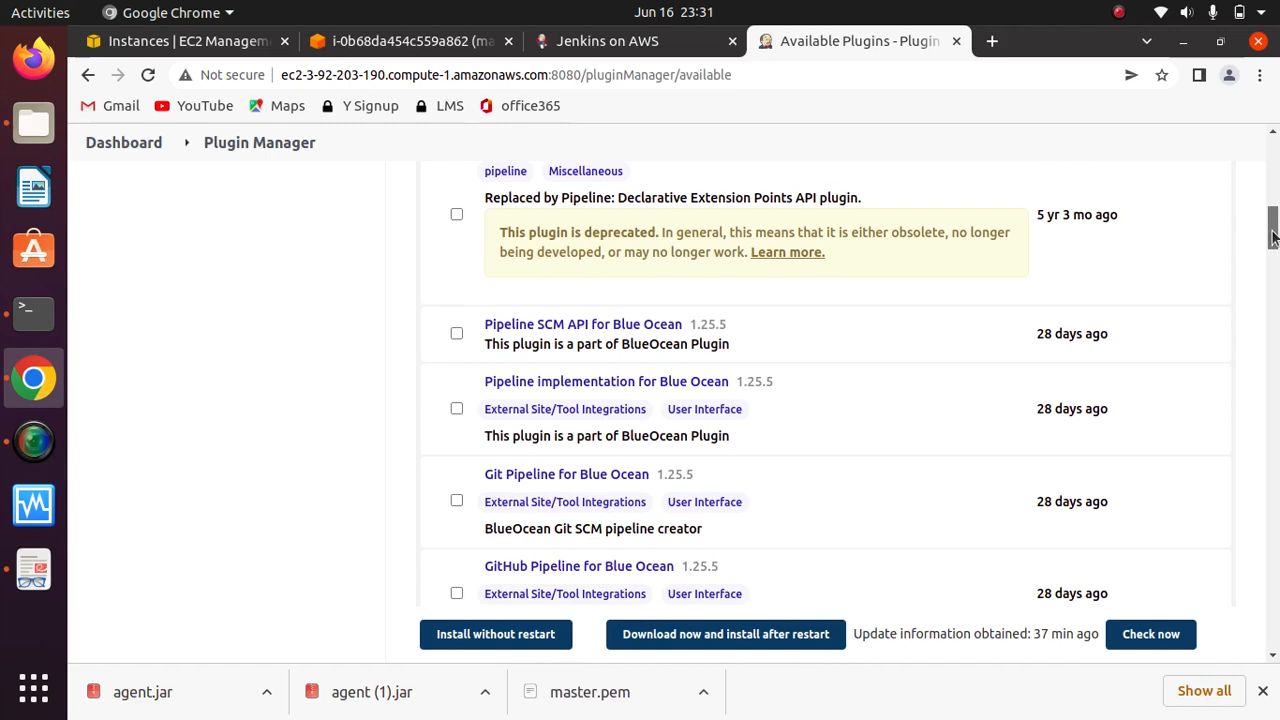 Activities
Google Chrome
Jun 16 23:31
Instances | EC2 Managem
i-0b68da454c559a862 (ma
Jenkins on AWS
Available Plugins - Plugin
Not secure
ec2-3-92-203-190.compute-1.amazonaws.com:8080/pluginManager/available
Gmail
YouTube
Maps
Y Signup
LMS
office365
Dashboard
Plugin Manager
pipeline
Miscellaneous
Replaced by Pipeline: Declarative Extension Points API plugin.
This plugin is deprecated. In general, this means that it is either obsolete, no longer
being developed, or may no longer work. Learn more.
5 yr 3 mo ago
Pipeline SCM API for Blue Ocean 1.25.5
This plugin is a part of BlueOcean Plugin
28 days ago
Pipeline implementation for Blue Ocean 1.25.5
External Site/Tool Integrations
User Interface
This plugin is a part of BlueOcean Plugin
28 days ago
Git Pipeline for Blue Ocean 1.25.5
External Site/Tool Integrations
User Interface
BlueOcean Git SCM pipeline creator
28 days ago
GitHub Pipeline for Blue Ocean 1.25.5
External Site/Tool Integrations
User Interface
28 days ago
Install without restart
Download now and install after restart
Update information obtained: 37 min ago
Check now
agent.jar
agent (1).jar
master.pem
Show all